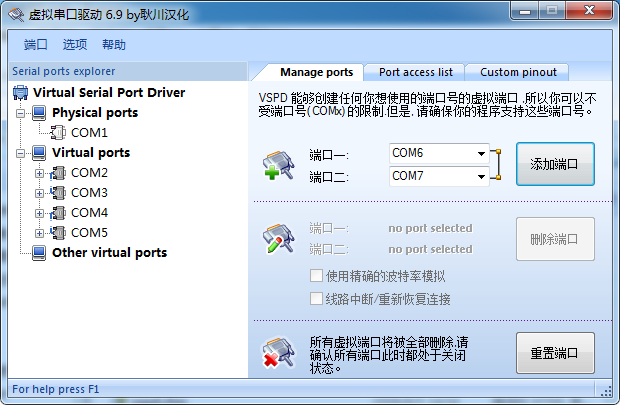 虚拟串口驱动 6.9 by耿川汉化
端口 选项 帮助
Serial ports explorer
Virtual Serial Port Driver
Physical ports
COM1
Virtual ports
COM2
COM3
COM4
COM5
Other virtual ports
Manage ports
Port access list
Custom pinout
VSPD 能够创建任何你想使用的端口号的虚拟端口 ,所以你可以不
受端口号( COMx) 的限制.但是, 请确保你的程序支持这些端口号。
端口一: COM6
端口二: COM7
添加端口
端口一: no port selected
端口二: no port selected
删除端口
使用精确的波特率模拟
线路中断/重新恢复连接
所有虚拟端口将被全部删除,请
确认所有端口此时都处于关闭
状态。
重置端口
For help press F1